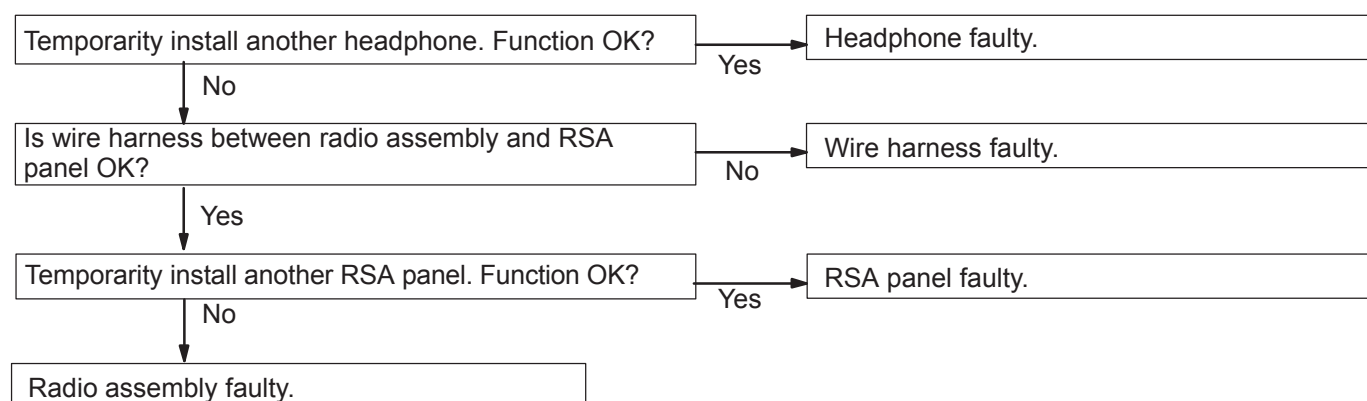 Temporarity install another headphone. Function OK?
Yes
Headphone faulty.
No
Is wire harness between radio assembly and RSA
panel OK?
No
Wire harness faulty.
Yes
Temporarity install another RSA panel. Function OK?
Yes
RSA panel faulty.
No
Radio assembly faulty.